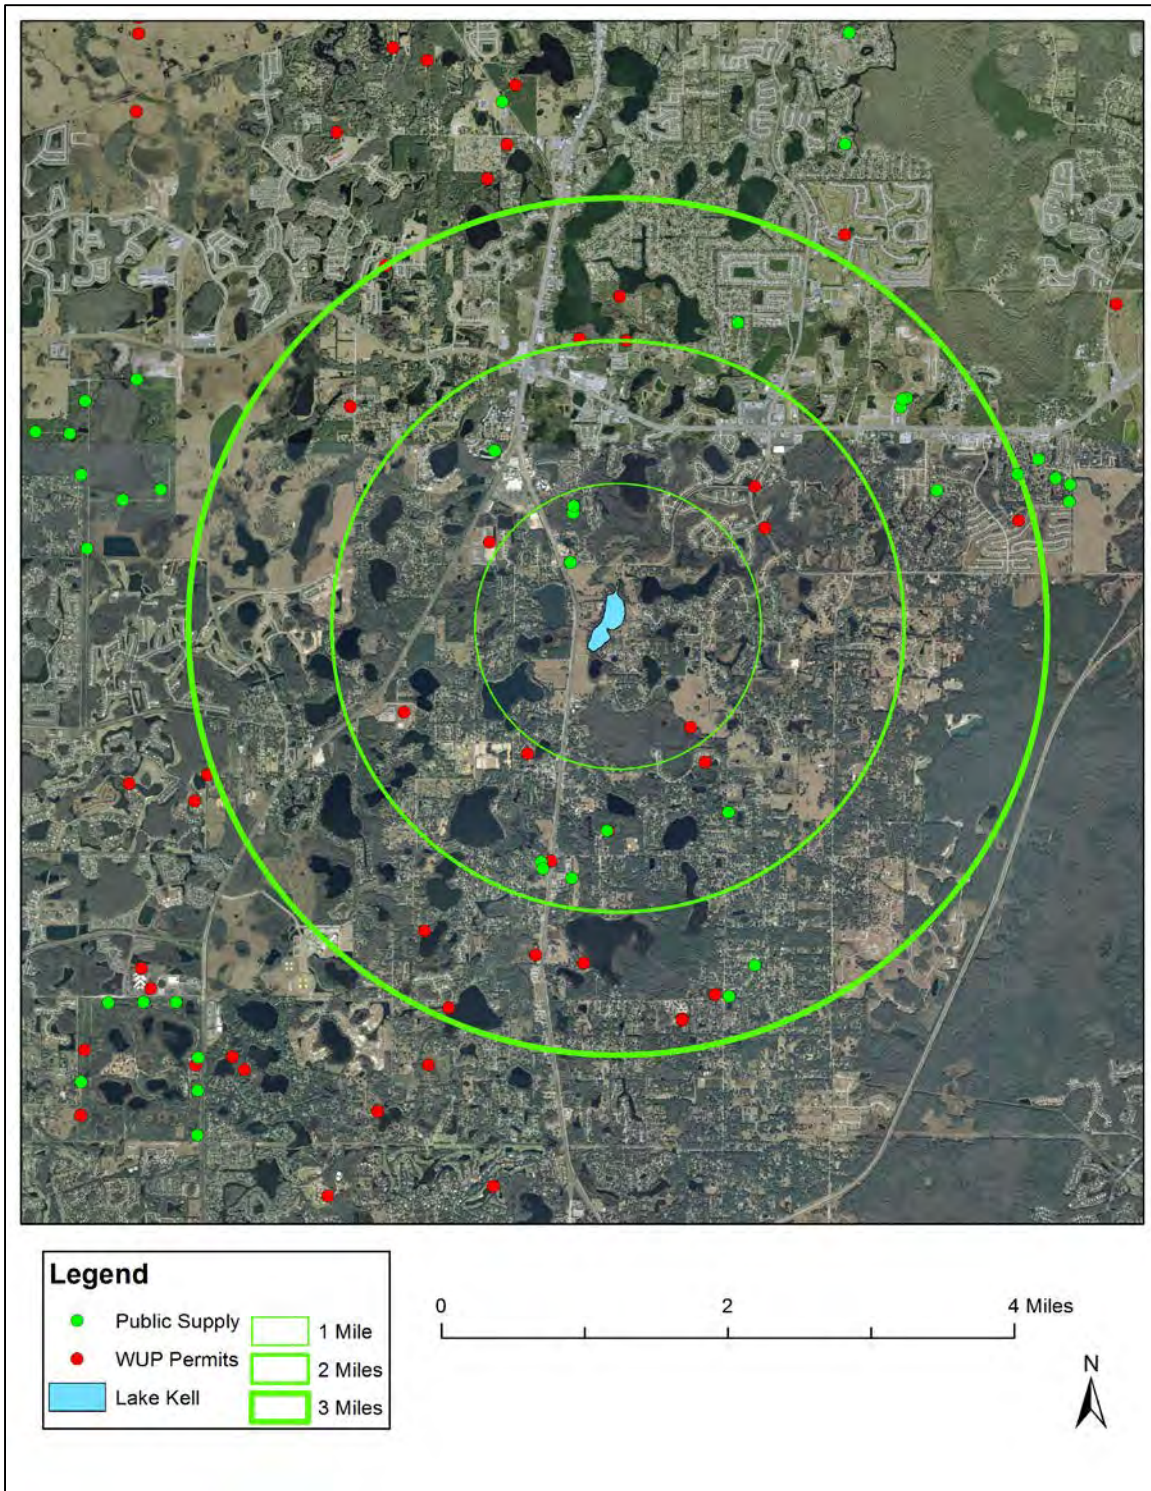 Legend
Public Supply
WUP Permits
Lake Kell
1 Mile
2 Miles
3 Miles
0 2 4 Miles
N